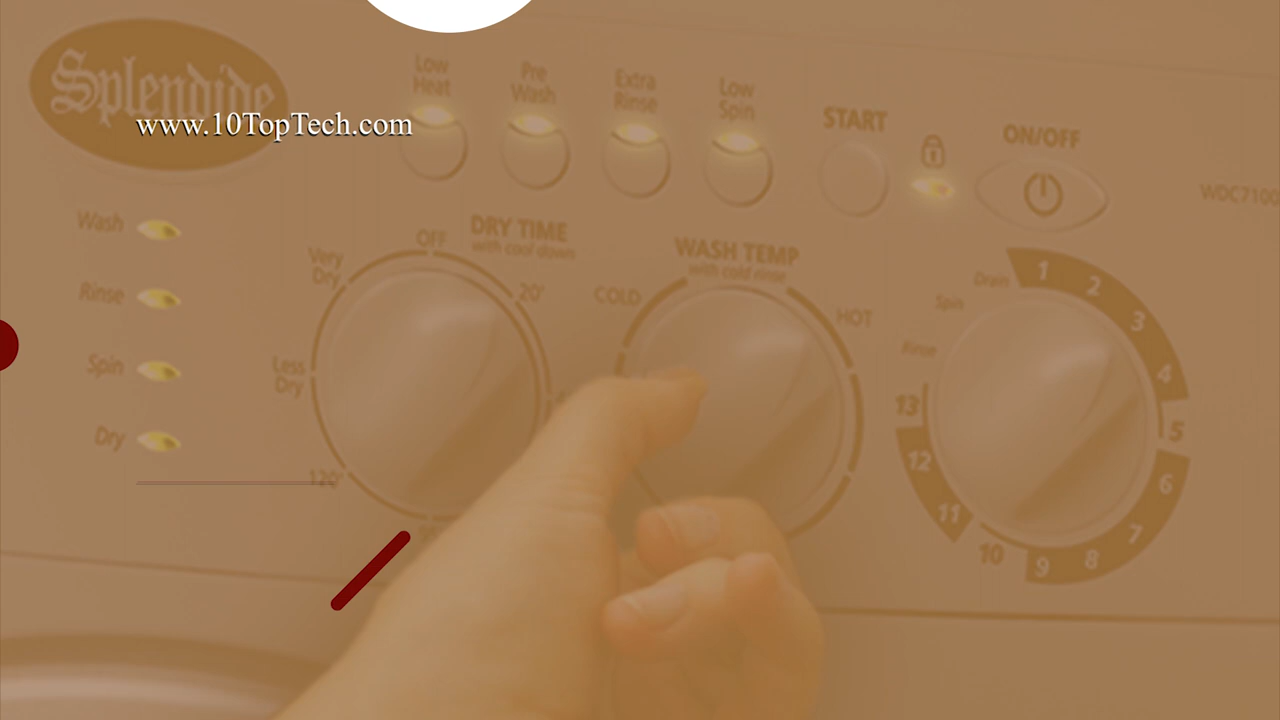 Splendide
www.10TopTech.com
Low
Heat
Pre
Wash
Extra
Rinse
Low
Spin
START
ON/OFF
WDC7100
Wash
Rinse
Spin
Dry
DRY TIME
with cool down
OFF
Very
Dry
20'
Less
Dry
120'
WASH TEMP
with cold rinse
COLD
HOT
Drain
Spin
Rinse
1
2
3
4
5
6
7
8
9
10
11
12
13